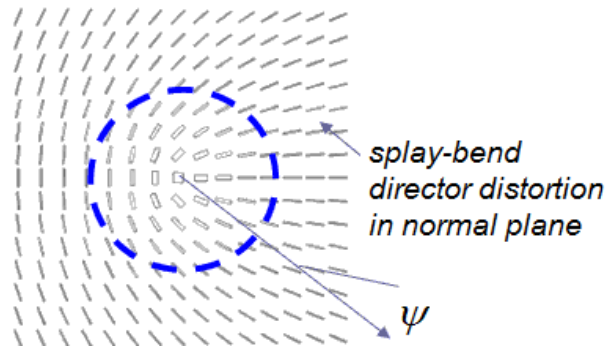 splay-bend
director distortion
in normal plane
ψ